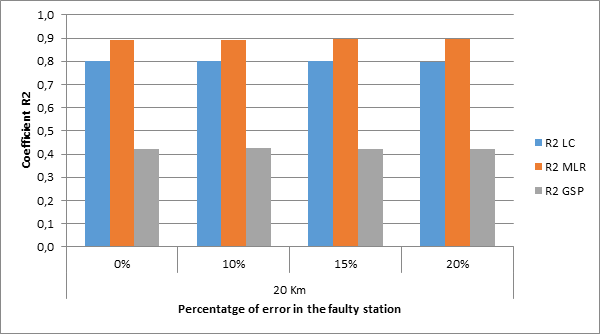 1,0
0,9
0,8
0,7
0,6
0,5
0,4
0,3
0,2
0,1
0,0
Coefficient R2
0% 10% 15% 20%
20 Km
Percentatge of error in the faulty station
R2 LC
R2 MLR
R2 GSP